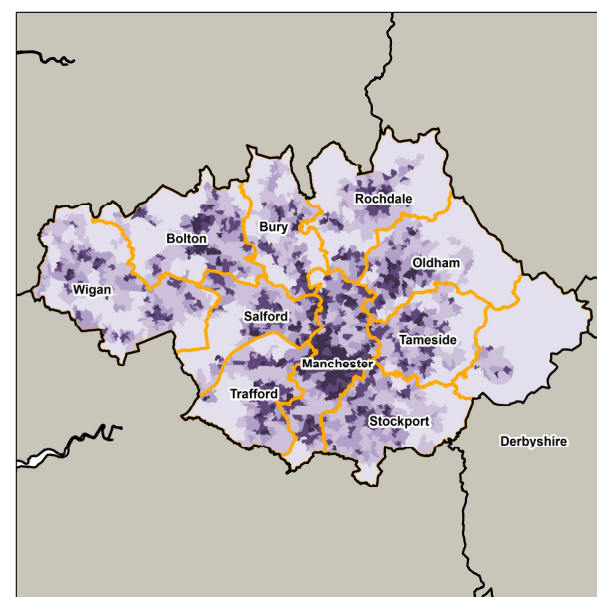 Rochdale
Bury
Bolton
Oldham
Wigan
Salford
Tameside
Manchester
Trafford
Stockport
Derbyshire